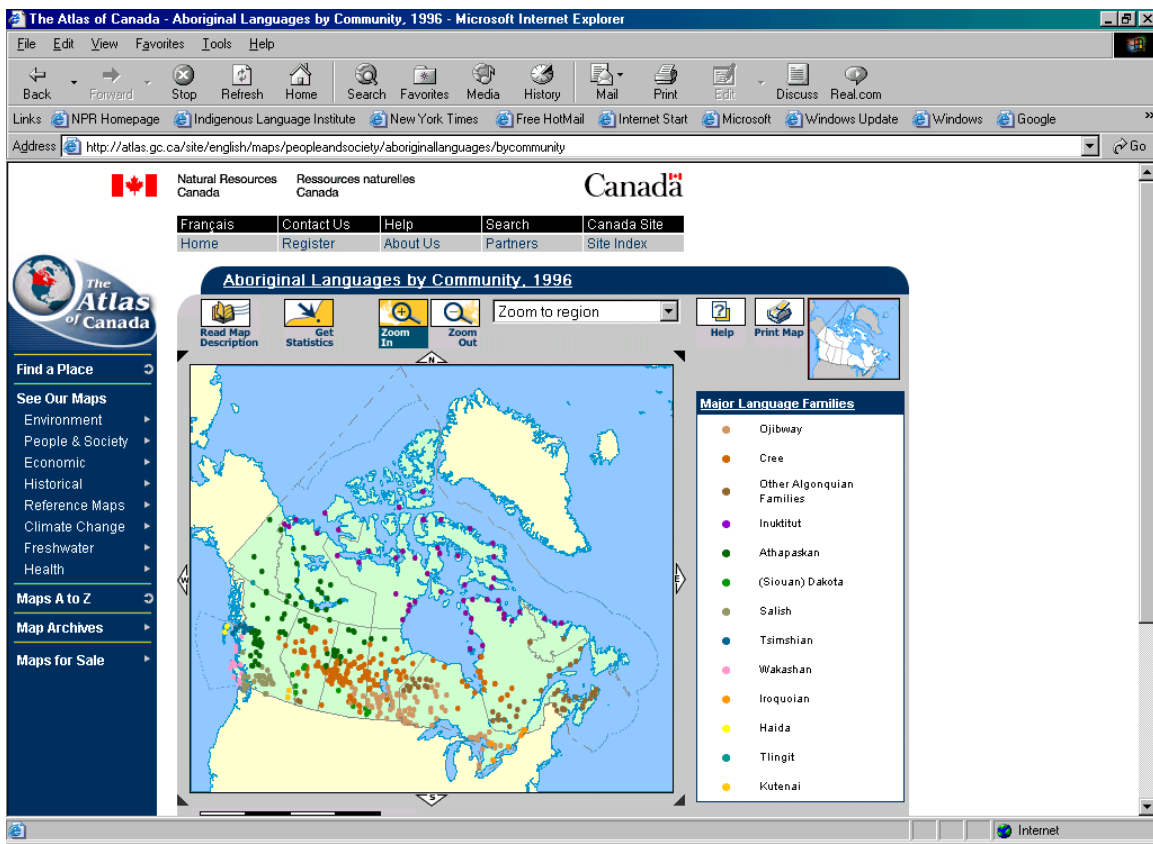 The Atlas of Canada - Aboriginal Languages by Community, 1996 - Microsoft Internet Explorer
File Edit View Favorites Tools Help
Back Forward Stop Refresh Home Search Favorites Media History Mail Print Edit Discuss Real.com
Links NPR Homepage Indigenous Language Institute New York Times Free HotMail Internet Start Microsoft Windows Update Windows Google »
Address http://atlas.gc.ca/site/english/maps/peopleandsociety/aboriginallanguages/bycommunity Go
Natural Resources Canada
Ressources naturelles Canada
Canada
Français Contact Us Help Search Canada Site
Home Register About Us Partners Site Index
The Atlas of Canada
Find a Place
See Our Maps
Environment
People & Society
Economic
Historical
Reference Maps
Climate Change
Freshwater
Health
Maps A to Z
Map Archives
Maps for Sale
Aboriginal Languages by Community, 1996
Read Map Description
Get Statistics
Zoom In
Zoom Out
Zoom to region
Help
Print Map
N
W
E
S
Major Language Families
Ojibway
Cree
Other Algonquian
Families
Inuktitut
Athapaskan
(Siouan) Dakota
Salish
Tsimshian
Wakashan
Iroquoian
Haida
Tlingit
Kutenai
Internet